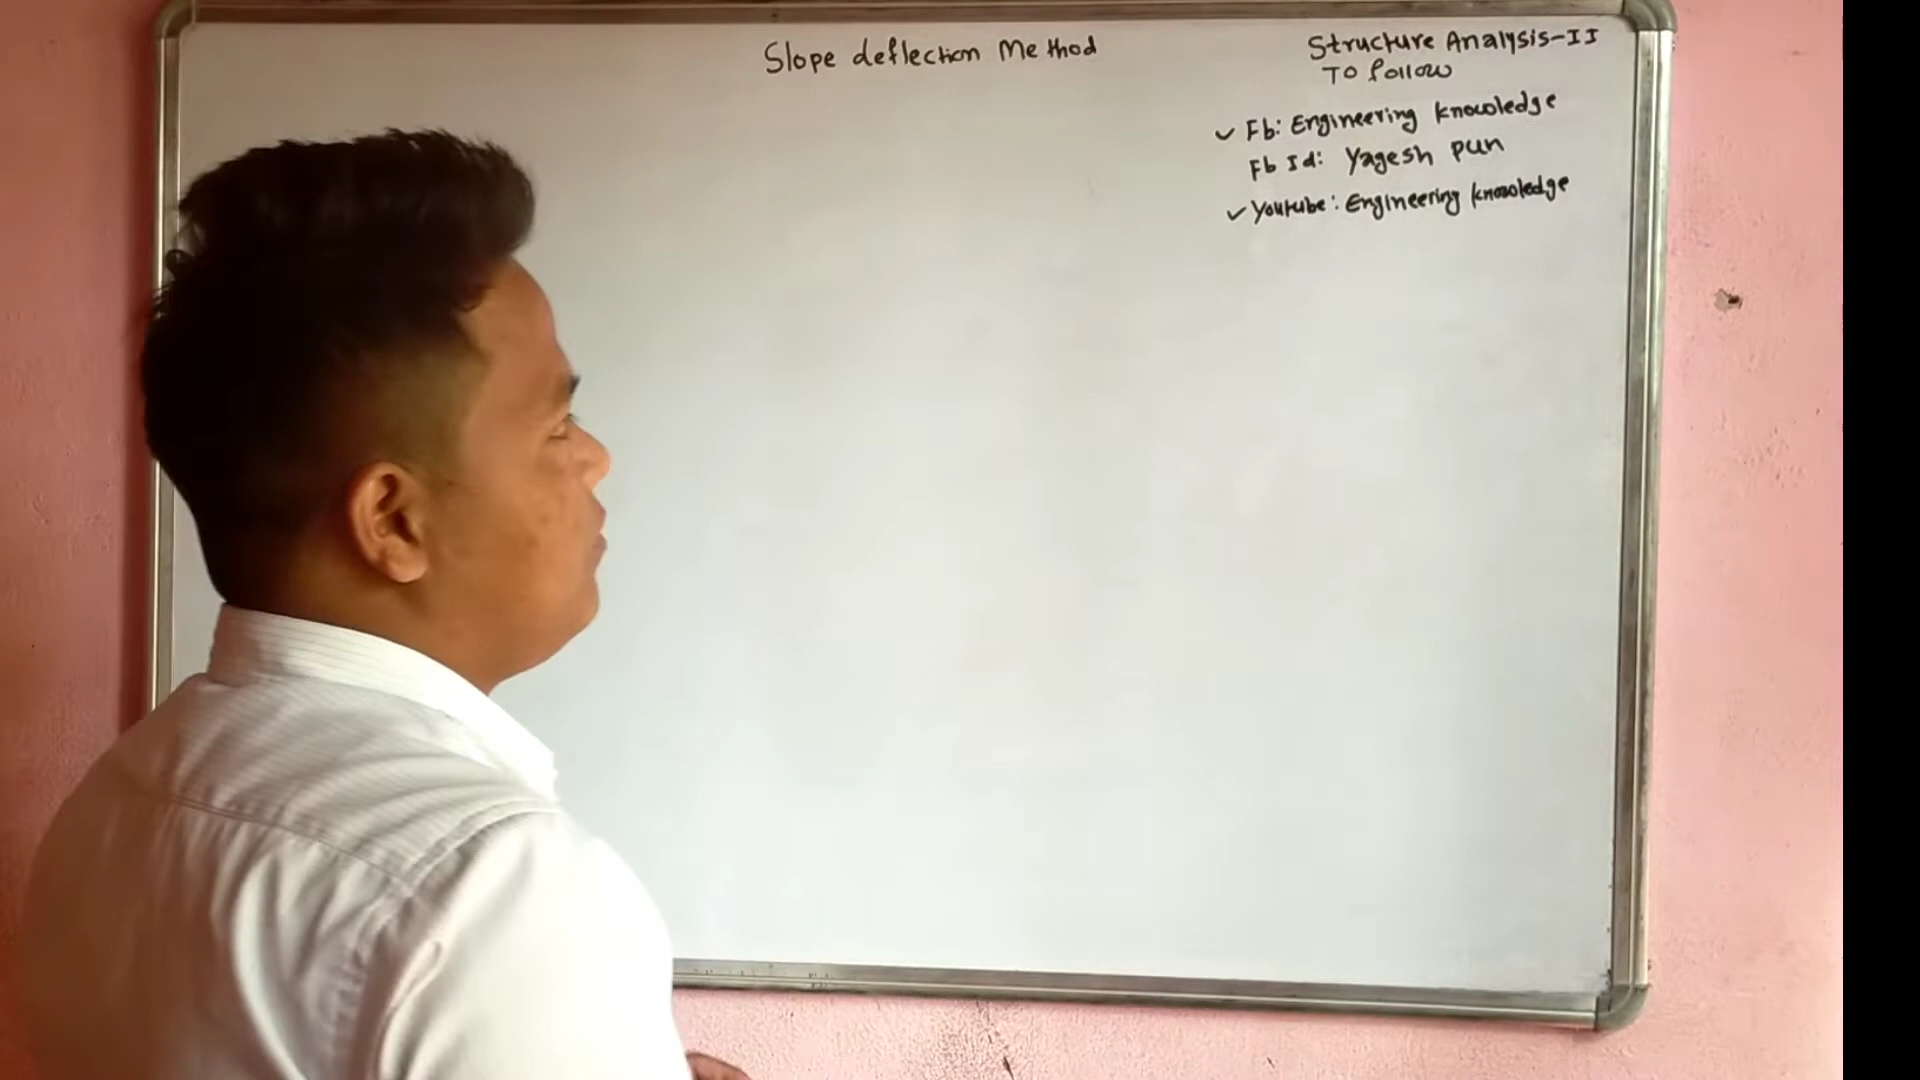 Slope deflection Method
Structure Analysis-II
To follow
✓ Fb: Engineering knowledge
Fb Id: Yagesh pun
✓ Youtube: Engineering knowledge